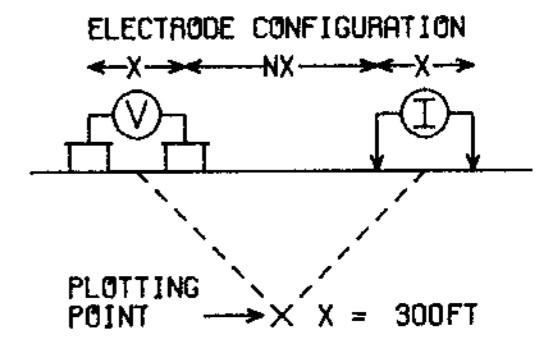 ELECTRODE CONFIGURATION
X NX X
V I
PLOTTING
POINT X = 300FT